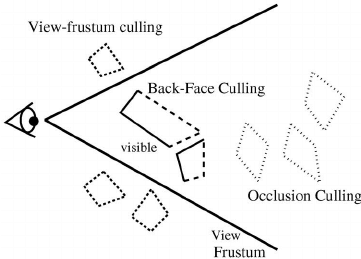 View-frustum culling
Back-Face Culling
visible
Occlusion Culling
View
Frustum